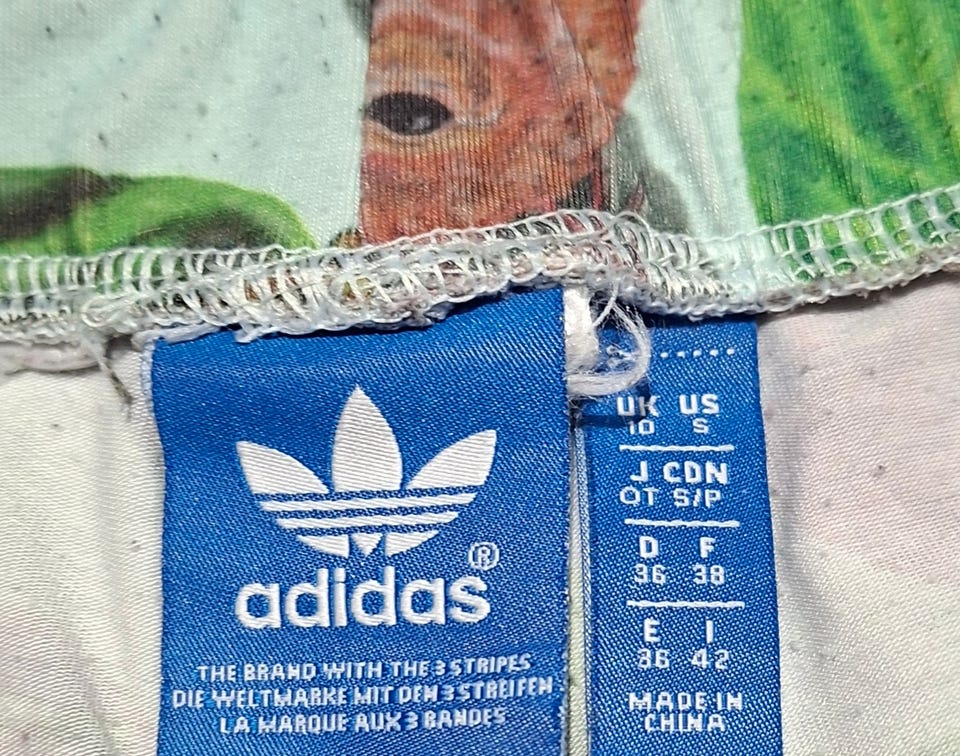 adidas®
THE BRAND WITH THE 3 STRIPES
DIE WELTMARKE MIT DEN 3 STREIFEN
LA MARQUE AUX 3 BANDES
UK US
10 S
J CDN
OT S/P
D F
36 38
E I
36 42
MADE IN
CHINA